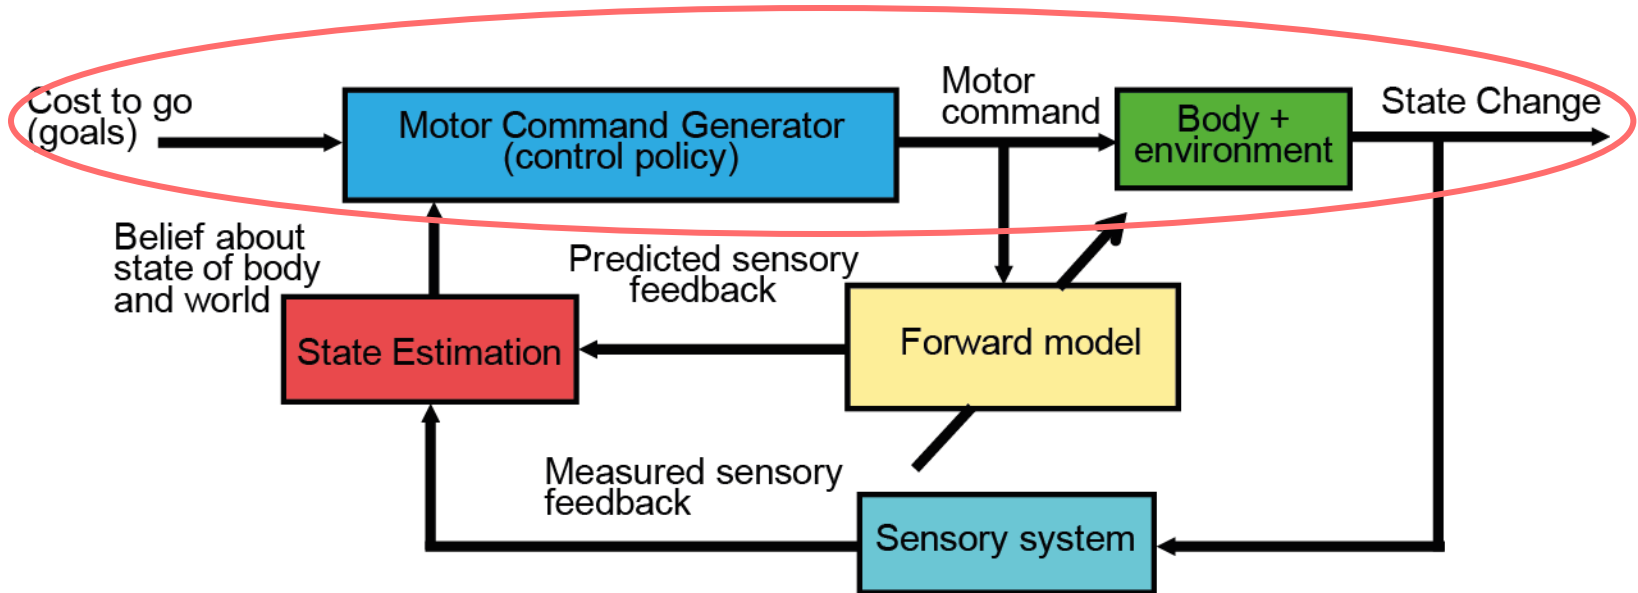 Cost to go
(goals)
Motor Command Generator
(control policy)
Motor
command
Body +
environment
State Change
Belief about
state of body
and world
Predicted sensory
feedback
State Estimation
Forward model
Measured sensory
feedback
Sensory system